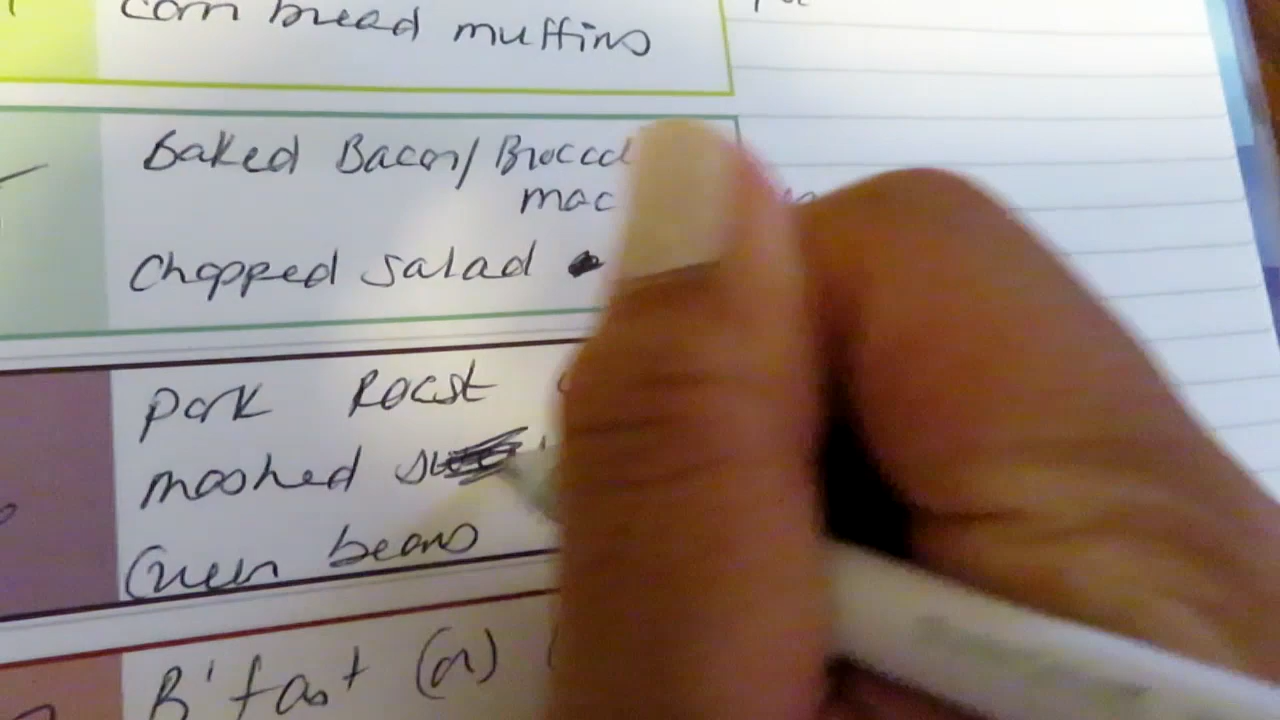 corn bread muffins
Baked Bacon/ Broccol
mac
Chopped salad
Pork Roast
mashed
Green beans
B'fast (n)